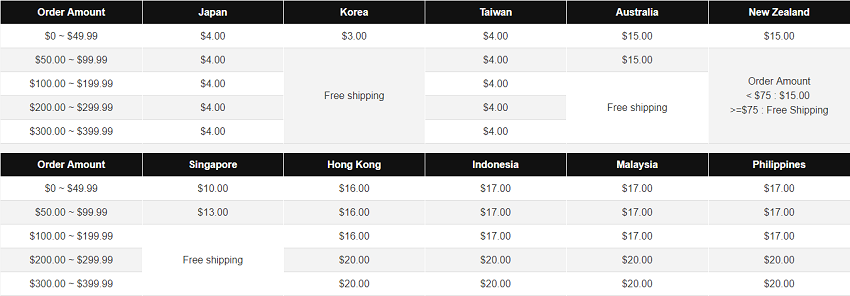 Order Amount Japan Korea Taiwan Australia New Zealand
$0 ~ $49.99 $4.00 $3.00 $4.00 $15.00 $15.00
$50.00 ~ $99.99 $4.00 $4.00 $15.00
$100.00 ~ $199.99 $4.00 $4.00
Free shipping
Order Amount
< $75 : $15.00
>=$75 : Free Shipping
$200.00 ~ $299.99 $4.00 $4.00 Free shipping
$300.00 ~ $399.99 $4.00 $4.00
Order Amount Singapore Hong Kong Indonesia Malaysia Philippines
$0 ~ $49.99 $10.00 $16.00 $17.00 $17.00 $17.00
$50.00 ~ $99.99 $13.00 $16.00 $17.00 $17.00 $17.00
$100.00 ~ $199.99 $16.00 $17.00 $17.00 $17.00
$200.00 ~ $299.99 Free shipping $20.00 $20.00 $20.00 $20.00
$300.00 ~ $399.99 $20.00 $20.00 $20.00 $20.00